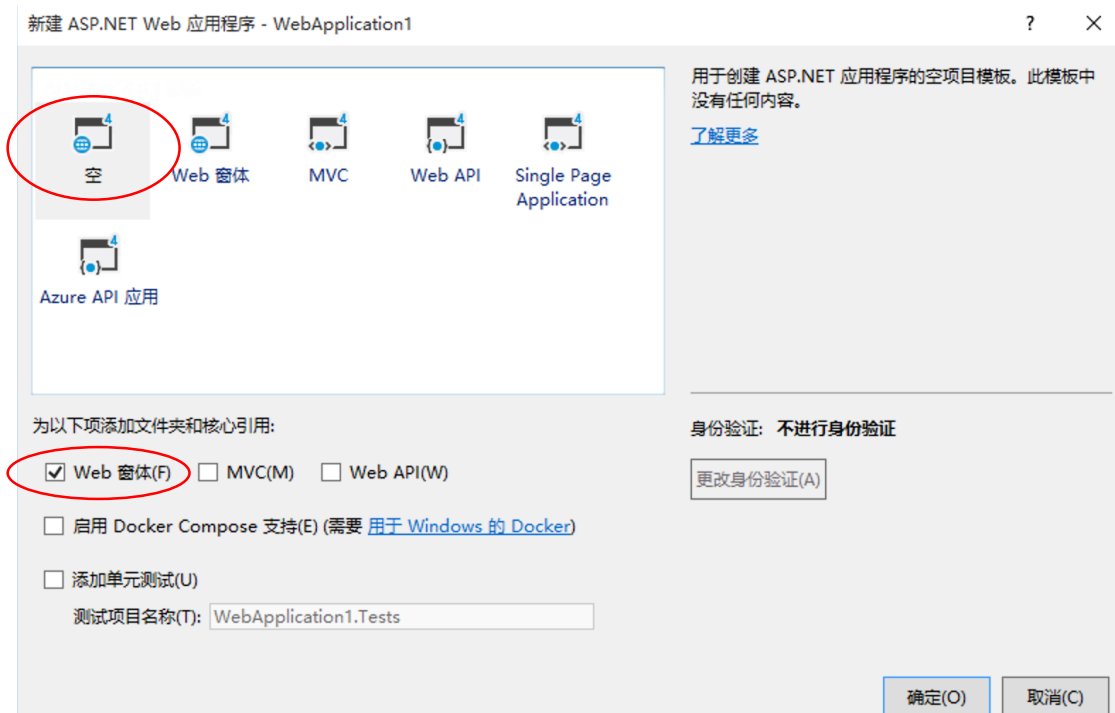 新建 ASP.NET Web 应用程序 - WebApplication1
?
用于创建 ASP.NET 应用程序的空项目模板。此模板中
没有任何内容。
了解更多
空
Web 窗体
MVC
Web API
Single Page
Application
Azure API 应用
为以下项添加文件夹和核心引用:
Web 窗体(F)
MVC(M)
Web API(W)
启用 Docker Compose 支持(E) (需要 用于 Windows 的 Docker)
添加单元测试(U)
测试项目名称(T): WebApplication1.Tests
身份验证: 不进行身份验证
更改身份验证(A)
确定(O)
取消(C)